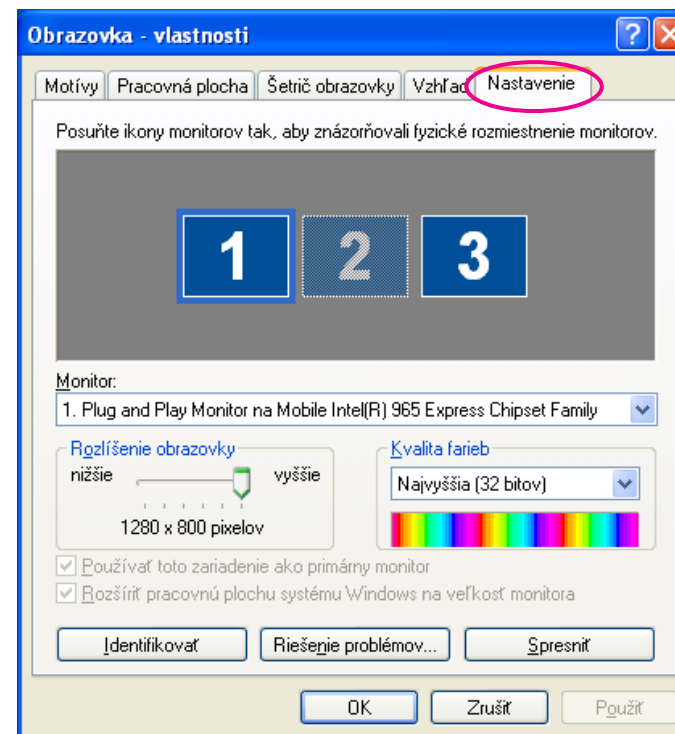 Obrazovka - vlastnosti
Motívy Pracovná plocha Šetrič obrazovky Vzhľad Nastavenie
Posuňte ikony monitorov tak, aby znázorňovali fyzické rozmiestnenie monitorov.
1 2 3
Monitor:
1. Plug and Play Monitor na Mobile Intel(R) 965 Express Chipset Family
Rozlíšenie obrazovky Kvalita farieb
nižšie vyššie Najvyššia (32 bitov)
1280 x 800 pixelov
Používať toto zariadenie ako primárny monitor
Rozšíriť pracovnú plochu systému Windows na veľkosť monitora
Identifikovať Riešenie problémov... Spresniť
OK Zrušiť Použiť